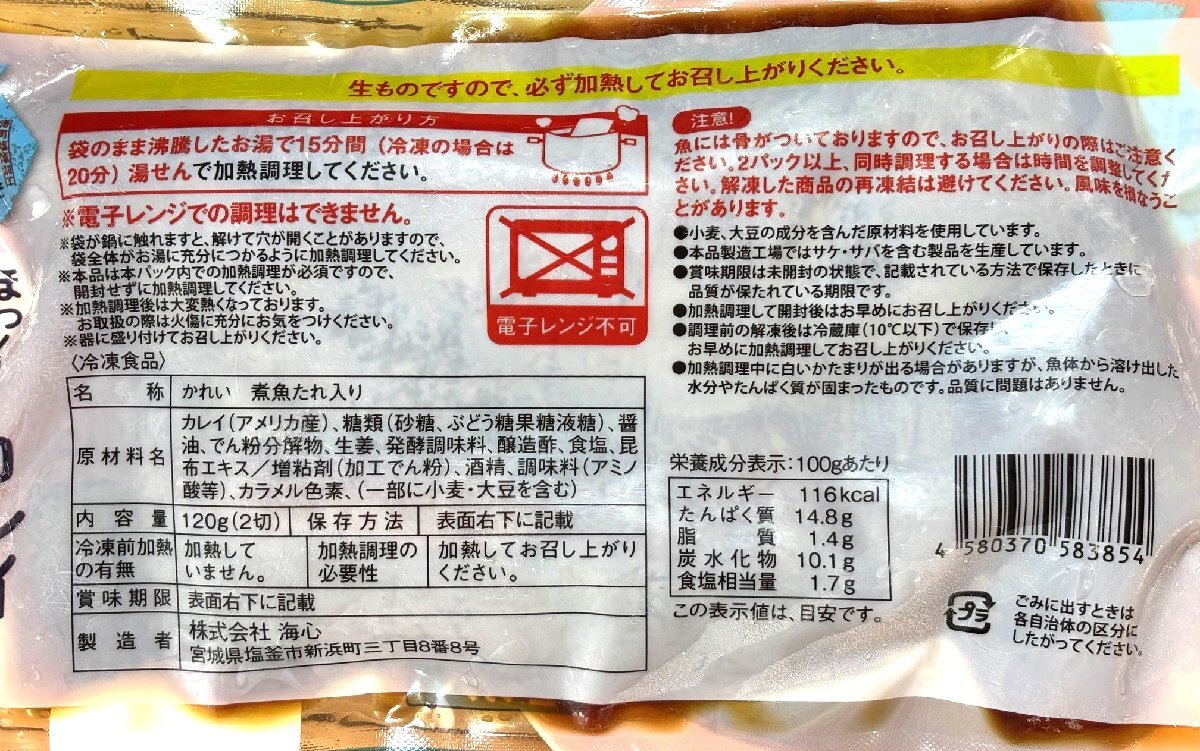 生ものですので、必ず加熱してお召し上がりください。
お召し上がり方
袋のまま沸騰したお湯で15分間（冷凍の場合は
20分）湯せんで加熱調理してください。
※電子レンジでの調理はできません。
※袋が鍋に触れますと、解けて穴が開くことがありますので、
袋全体がお湯に充分につかるように加熱調理してください。
※本品は本パック内での加熱調理が必須ですので、
開封せずに加熱調理してください。
※加熱調理後は大変熱くなっております。
お取扱の際は火傷に充分にお気をつけください。
※器に盛り付けてお召し上がりください。
電子レンジ不可
〈冷凍食品〉
名称 かれい 煮魚たれ入り
原材料名 カレイ(アメリカ産)、糖類(砂糖、ぶどう糖果糖液糖)、醤
油、でん粉分解物、生姜、発酵調味料、醸造酢、食塩、昆
布エキス／増粘剤(加工でん粉)、酒精、調味料(アミノ
酸等)、カラメル色素、(一部に小麦・大豆を含む)
内容量 120g(2切) 保存方法 表面右下に記載
冷凍前加熱の有無 加熱していません。 加熱調理の必要性 加熱してお召し上がりください。
賞味期限 表面右下に記載
製造者 株式会社 海心
宮城県塩釜市新浜町三丁目8番8号
注意!
魚には骨がついておりますので、お召し上がりの際はご注意く
ださい。2パック以上、同時調理する場合は時間を調整してくだ
さい。解凍した商品の再凍結は避けてください。風味を損なうこ
とがあります。
●小麦、大豆の成分を含んだ原材料を使用しています。
●本品製造工場ではサケ・サバを含む製品を生産しています。
●賞味期限は未開封の状態で、記載されている方法で保存したときに
品質が保たれている期限です。
●加熱調理して開封後はお早めにお召し上がりください。
●調理前の解凍後は冷蔵庫(10℃以下)で保存し、
お早めに加熱調理してお召し上がりください。
●加熱調理中に白いかたまりが出る場合がありますが、魚体から溶け出した
水分やたんぱく質が固まったものです。品質に問題はありません。
栄養成分表示:100gあたり
エネルギー 116kcal
たんぱく質 14.8g
脂質 1.4g
炭水化物 10.1g
食塩相当量 1.7g
この表示値は、目安です。
4 580370 583854
プラ
ごみに出すときは
各自治体の区分に
したがってください。